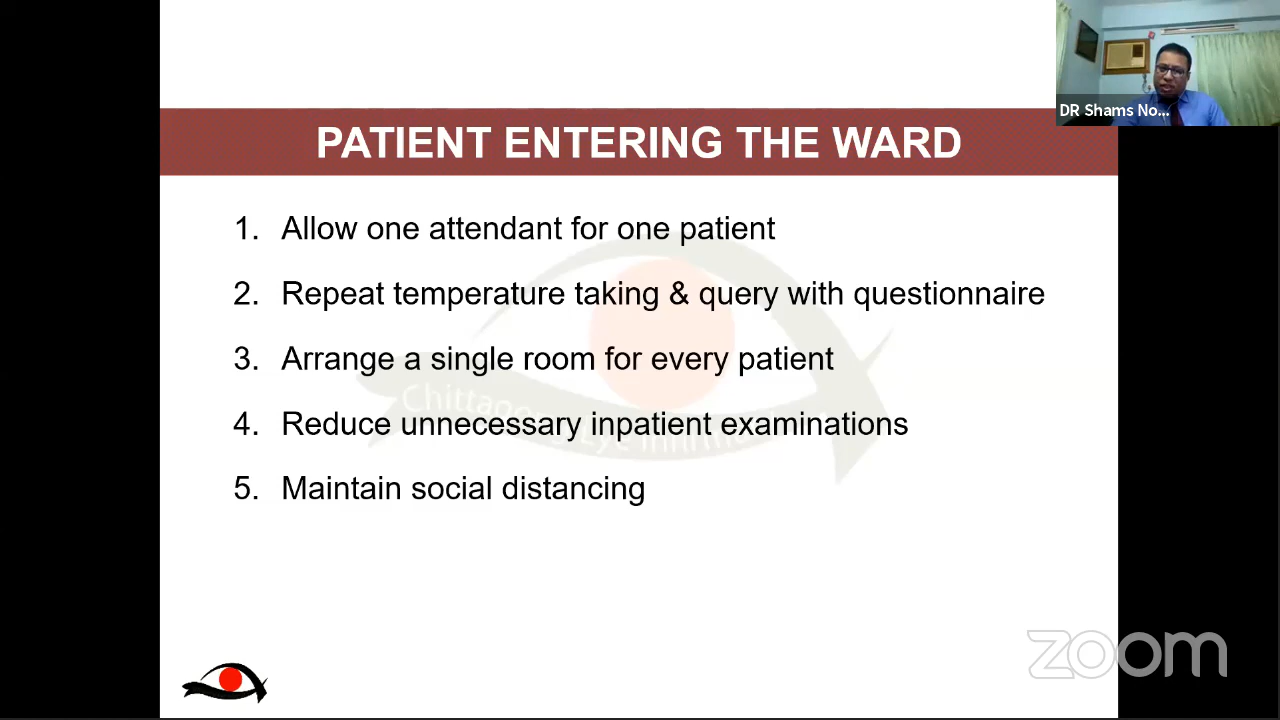 DR Shams No...
PATIENT ENTERING THE WARD
1. Allow one attendant for one patient
2. Repeat temperature taking & query with questionnaire
3. Arrange a single room for every patient
4. Reduce unnecessary inpatient examinations
5. Maintain social distancing
Chittagong Eye
zoom